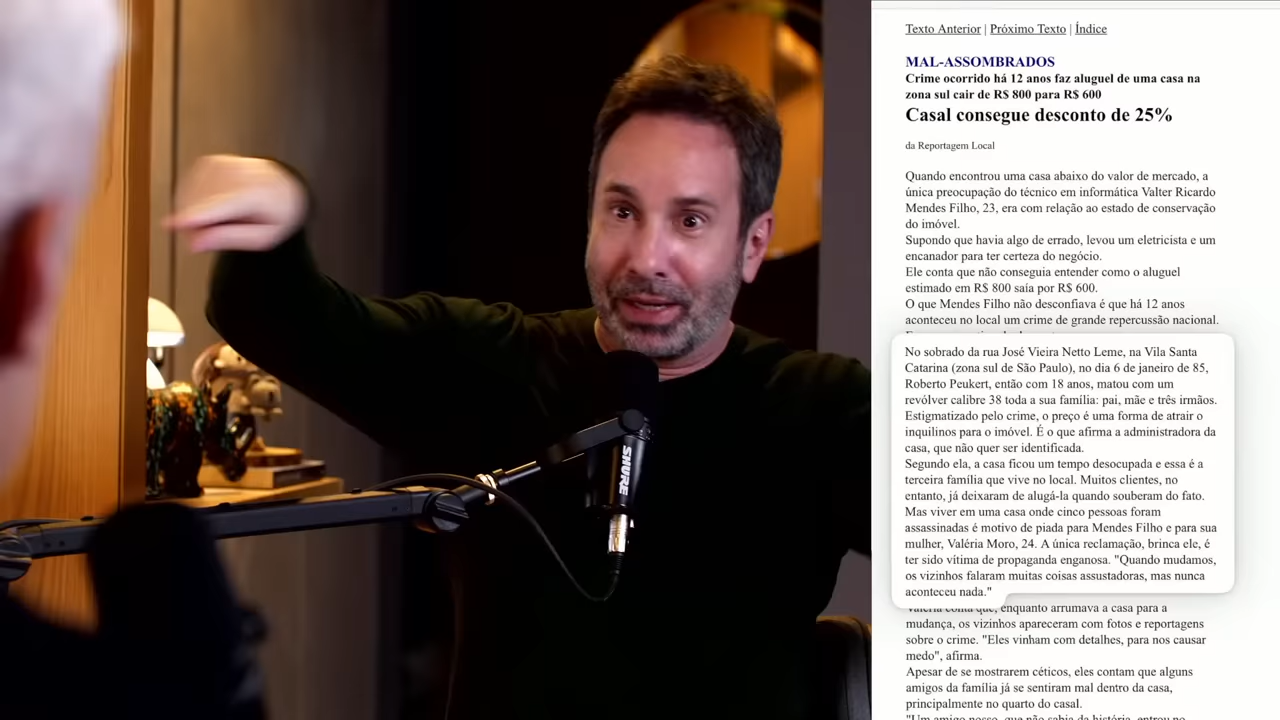 Texto Anterior | Próximo Texto | Índice
MAL-ASSOMBRADOS
Crime ocorrido há 12 anos faz aluguel de uma casa na
zona sul cair de R$ 800 para R$ 600
Casal consegue desconto de 25%
da Reportagem Local
Quando encontrou uma casa abaixo do valor de mercado, a
única preocupação do técnico em informática Valter Ricardo
Mendes Filho, 23, era com relação ao estado de conservação
do imóvel.
Supondo que havia algo de errado, levou um eletricista e um
encanador para ter certeza do negócio.
Ele conta que não conseguia entender como o aluguel
estimado em R$ 800 saía por R$ 600.
O que Mendes Filho não desconfiava é que há 12 anos
aconteceu no local um crime de grande repercussão nacional.
No sobrado da rua José Vieira Netto Leme, na Vila Santa
Catarina (zona sul de São Paulo), no dia 6 de janeiro de 85,
Roberto Peukert, então com 18 anos, matou com um
revólver calibre 38 toda a sua família: pai, mãe e três irmãos.
Estigmatizado pelo crime, o preço é uma forma de atrair o
inquilinos para o imóvel. É o que afirma a administradora da
casa, que não quer ser identificada.
Segundo ela, a casa ficou um tempo desocupada e essa é a
terceira família que vive no local. Muitos clientes, no
entanto, já deixaram de alugá-la quando souberam do fato.
Mas viver em uma casa onde cinco pessoas foram
assassinadas é motivo de piada para Mendes Filho e para sua
mulher, Valéria Moro, 24. A única reclamação, brinca ele, é
ter sido vítima de propaganda enganosa. "Quando mudamos,
os vizinhos falaram muitas coisas assustadoras, mas nunca
aconteceu nada."
Valéria conta que, enquanto arrumava a casa para a
mudança, os vizinhos apareceram com fotos e reportagens
sobre o crime. "Eles vinham com detalhes, para nos causar
medo", afirma.
Apesar de se mostrarem céticos, eles contam que alguns
amigos da família já se sentiram mal dentro da casa,
principalmente no quarto do casal.
"Um amigo nosso, que não sabia da história, entrou no
SHURE